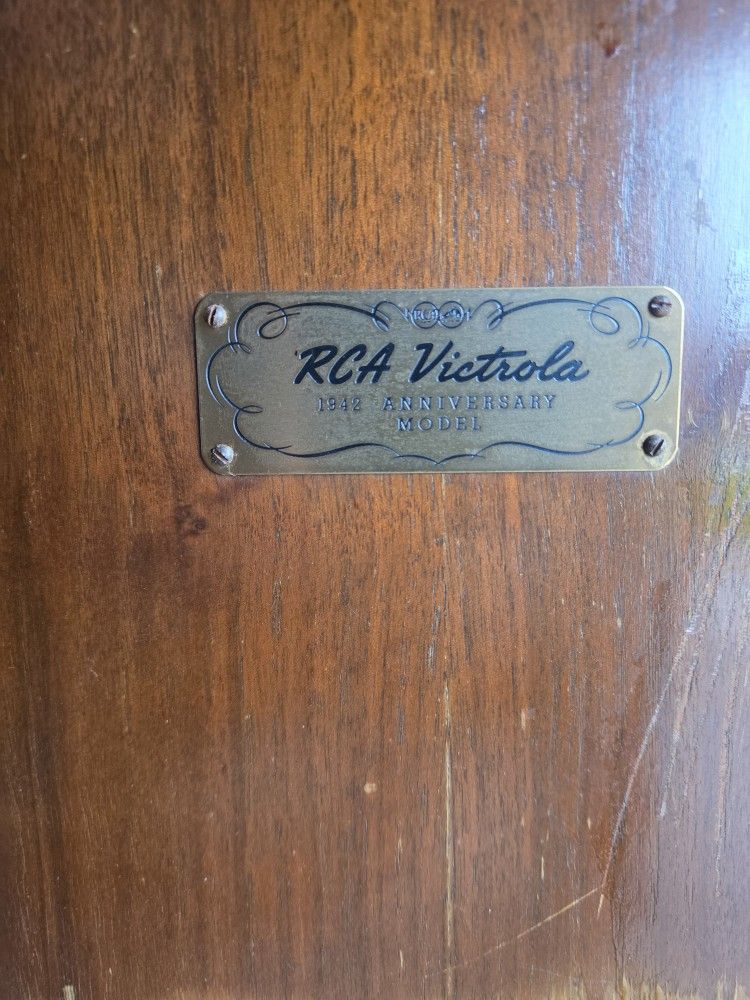 RCA Victrola
1942 ANNIVERSARY
MODEL